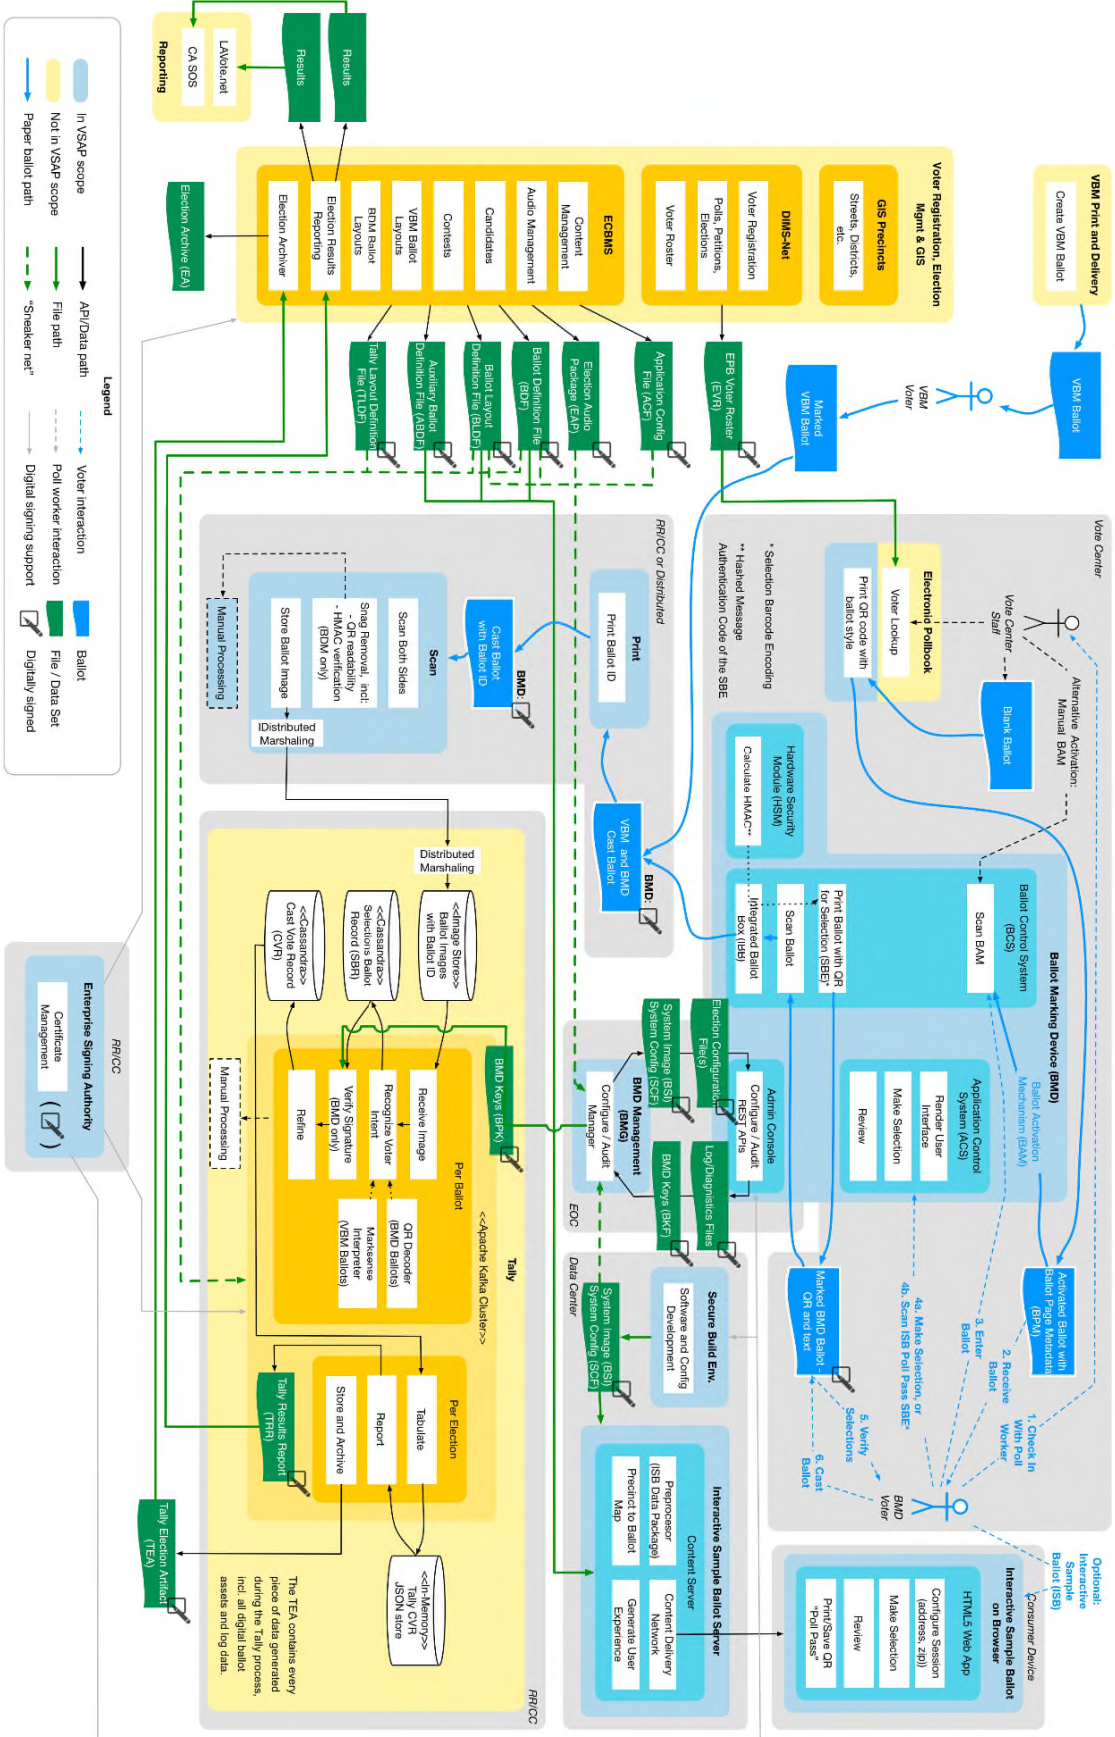 VBM Print and Delivery
Create VBM Ballot
VBM Ballot
VBM
Voter
Marked
VBM Ballot
Voter Registration, Election
Mgmt & GIS
GIS Precincts
Streets, Districts,
etc.
DIMS-Net
Voter Registration
Polls, Petitions,
Elections
Voter Roster
ECBMS
Content
Management
Audio Management
Candidates
Contests
VBM Ballot
Layouts
BDM Ballot
Layouts
Election Results
Reporting
Election Archiver
Results
Results
LAVote.net
CA SOS
Reporting
Election Archive (EA)
EPB Voter Roster
(EVR)
Application Config
File (ACF)
Election Audio
Package (EAP)
Ballot Definition File
(BDF)
Ballot Layout
Definition File (BLDF)
Auxiliary Ballot
Definition File (ABDF)
Tally Layout Definition
File (TLDF)
Vote Center
Vote Center
Staff
Alternative Activation:
Manual BAM
Electronic Pollbook
Voter Lookup
Print QR code with
ballot style
Blank Ballot
* Selection Barcode Encoding
** Hashed Message
Authentication Code of the SBE
Ballot Marking Device (BMD)
Ballot Control System
(BCS)
Scan BAM
Print Ballot with QR
for Selection (SBE)*
Scan Ballot
Integrated Ballot
Box (IBB)
Hardware Security
Module (HSM)
Calculate HMAC**
Ballot Activation
Mechanism (BAM)
Application Control
System (ACS)
Render User
Interface
Make Selection
Review
Admin Console
Configure / Audit
REST APIs
Activated Ballot with
Ballot Page Metadata
(BPM)
Marked BMD Ballot -
QR and text
1. Check In
With Poll
Worker
2. Receive
Ballot
3. Enter
Ballot
4a. Make Selection, or
4b. Scan ISB Poll Pass SBE*
5. Verify
Selections
6. Cast
Ballot
BMD
Voter
Optional:
Interactive
Sample
Ballot (ISB)
Consumer Device
Interactive Sample Ballot
on Browser
HTML5 Web App
Configure Session
(address, zip))
Make Selection
Review
Print/Save QR
"Poll Pass"
RR/CC or Distributed
Print
Print Ballot ID
BMD:
VBM and BMD
Cast Ballot
BMD:
Cast Ballot
with Ballot ID
Scan
Scan Both Sides
Snag Removal, incl:
- QR readability
- HMAC verification
(BDM only)
Store Ballot Image
Manual Processing
IDistributed
Marshaling
EOC
BMD Management
(BMG)
Configure / Audit
Manager
Election Configuration
File(s)
System Image (BSI)
System Config (SCF)
Log/Diagnostics Files
BMD Keys (BKF)
BMD Keys (BPK)
Data Center
Secure Build Env.
Software and Config
Development
System Image (BSI)
System Config (SCF)
Interactive Sample Ballot Server
Content Server
Preprocesor
(ISB Data Package)
Precinct to Ballot
Map
Content Delivery
Network
Generate User
Experience
RR/CC
Tally
<<Apache Kafka Cluster>>
Distributed
Marshaling
<<Image Store>>
Ballot Images
with Ballot ID
<<Cassandra>>
Selections Ballot
Record (SBR)
<<Cassandra>>
Cast Vote Record
(CVR)
Per Ballot
Receive Image
Recognize Voter
Intent
Verify Signature
(BMD only)
Refine
QR Decoder
(BMD Ballots)
Marksense
Interpreter
(VBM Ballots)
Manual Processing
Per Election
Tabulate
Report
Store and Archive
<<In-Memory>>
Tally CVR
JSON store
Tally Results Report
(TRR)
Tally Election Artifact
(TEA)
The TEA contains every
piece of data generated
during the Tally process,
incl. all digital ballot
assets and log data.
RR/CC
Enterprise Signing Authority
Certificate
Management
( )
Legend
In VSAP scope
Not in VSAP scope
Paper ballot path
API/Data path
File path
"Sneaker net"
Voter interaction
Poll worker interaction
Digital signing support
Ballot
File / Data Set
Digitally signed